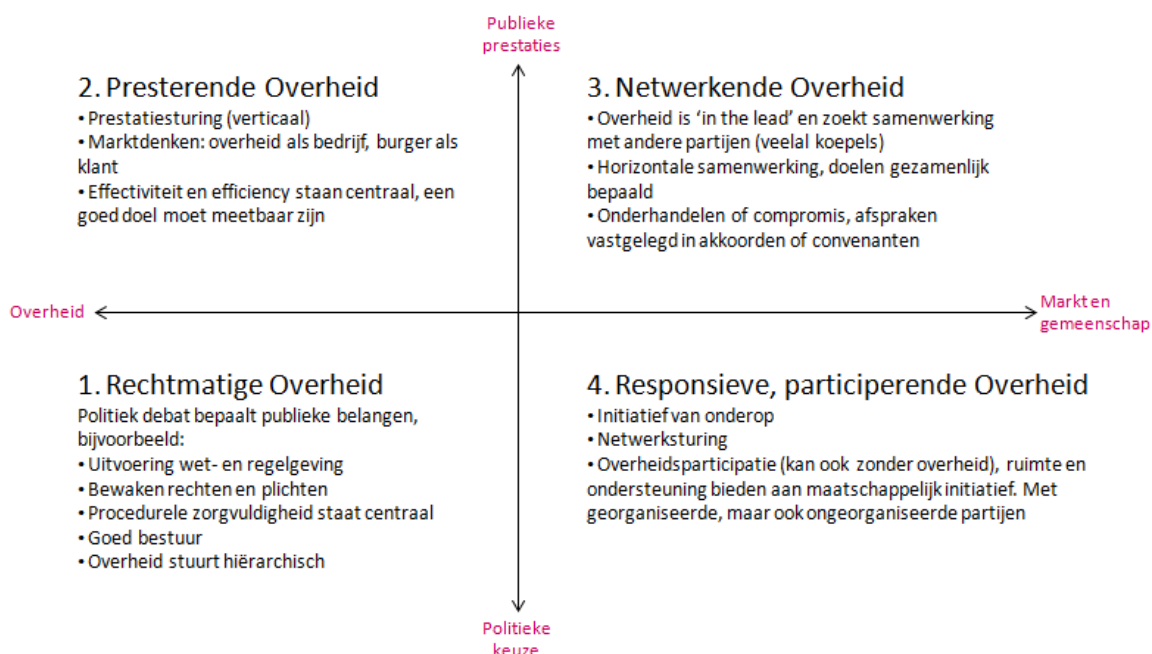 Publieke
prestaties
2. Presterende Overheid
• Prestatiesturing (verticaal)
• Marktdenken: overheid als bedrijf, burger als
klant
• Effectiviteit en efficiency staan centraal, een
goed doel moet meetbaar zijn
3. Netwerkende Overheid
• Overheid is ‘in the lead’ en zoekt samenwerking
met andere partijen (veelal koepels)
• Horizontale samenwerking, doelen gezamenlijk
bepaald
• Onderhandelen of compromis, afspraken
vastgelegd in akkoorden of convenanten
Overheid
Markt en
gemeenschap
1. Rechtmatige Overheid
Politiek debat bepaalt publieke belangen,
bijvoorbeeld:
• Uitvoering wet- en regelgeving
• Bewaken rechten en plichten
• Procedurele zorgvuldigheid staat centraal
• Goed bestuur
• Overheid stuurt hiërarchisch
4. Responsieve, participerende Overheid
• Initiatief van onderop
• Netwerksturing
• Overheidsparticipatie (kan ook zonder overheid), ruimte en
ondersteuning bieden aan maatschappelijk initiatief. Met
georganiseerde, maar ook ongeorganiseerde partijen
Politieke
keuze